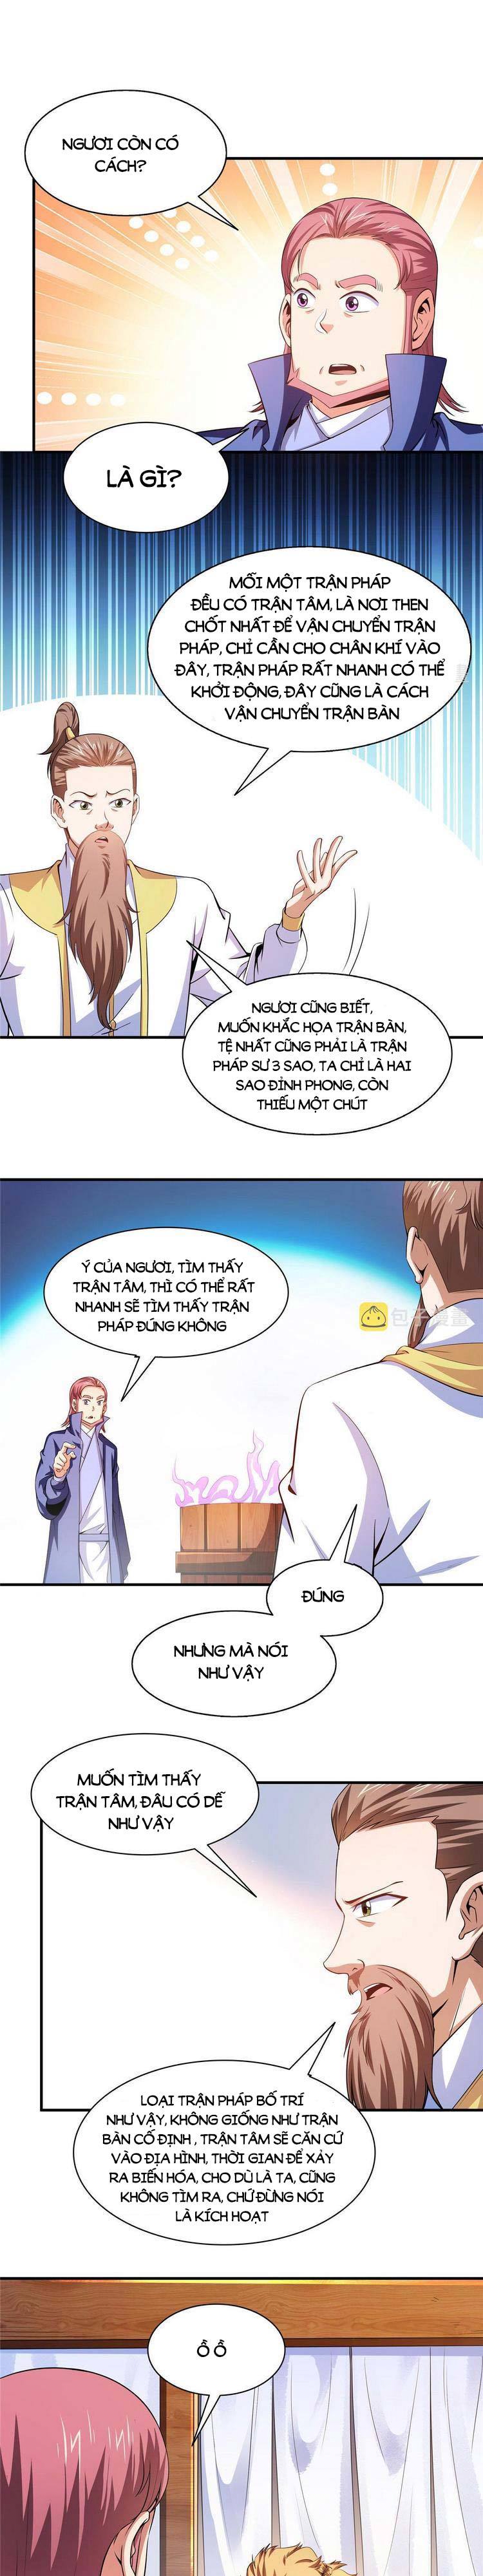 NGƯƠI CÒN CÓ
CÁCH?
LÀ GÌ?
MỖI MỘT TRẬN PHÁP
ĐỀU CÓ TRẬN TÂM, LÀ NƠI THEN
CHỐT NHẤT ĐỂ VẬN CHUYỂN TRẬN
PHÁP, CHỈ CẦN CHO CHÂN KHÍ VÀO
ĐÂY, TRẬN PHÁP RẤT NHANH CÓ THỂ
KHỞI ĐỘNG, ĐÂY CŨNG LÀ CÁCH
VẬN CHUYỂN TRẬN BÀN
NGƯƠI CŨNG BIẾT,
MUỐN KHẮC HỌA TRẬN BÀN,
TỆ NHẤT CŨNG PHẢI LÀ TRẬN
PHÁP SƯ 3 SAO, TA CHỈ LÀ HAI
SAO ĐỈNH PHONG, CÒN
THIẾU MỘT CHÚT
Ý CỦA NGƯƠI, TÌM THẤY
TRẬN TÂM, THÌ CÓ THỂ RẤT
NHANH SẼ TÌM THẤY TRẬN
PHÁP ĐÚNG KHÔNG
包子漫畫
ĐÚNG
NHƯNG MÀ NÓI
NHƯ VẬY
MUỐN TÌM THẤY
TRẬN TÂM, ĐÂU CÓ DỄ
NHƯ VẬY
LOẠI TRẬN PHÁP BỐ TRÍ
NHƯ VẬY, KHÔNG GIỐNG NHƯ TRẬN
BÀN CỐ ĐỊNH , TRẬN TÂM SẼ CĂN CỨ
VÀO ĐỊA HÌNH, THỜI GIAN ĐỂ XẢY
RA BIẾN HÓA, CHO DÙ LÀ TA, CŨNG
KHÔNG TÌM RA, CHỨ ĐỪNG NÓI
LÀ KÍCH HOẠT
Ồ Ồ